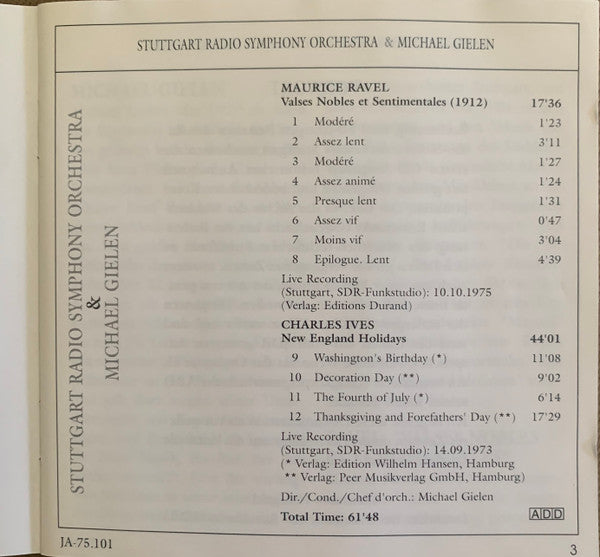 STUTTGART RADIO SYMPHONY ORCHESTRA & MICHAEL GIELEN
STUTTGART RADIO SYMPHONY ORCHESTRA
&
MICHAEL GIELEN
MAURICE RAVEL
Valses Nobles et Sentimentales (1912) 17'36
1 Modéré 1'23
2 Assez lent 3'11
3 Modéré 1'27
4 Assez animé 1'24
5 Presque lent 1'31
6 Assez vif 0'47
7 Moins vif 3'04
8 Epilogue. Lent 4'39
Live Recording
(Stuttgart, SDR-Funkstudio): 10.10.1975
(Verlag: Editions Durand)
CHARLES IVES
New England Holidays 44'01
9 Washington's Birthday (*) 11'08
10 Decoration Day (**) 9'02
11 The Fourth of July (*) 6'14
12 Thanksgiving and Forefathers' Day (**) 17'29
Live Recording
(Stuttgart, SDR-Funkstudio): 14.09.1973
(* Verlag: Edition Wilhelm Hansen, Hamburg
** Verlag: Peer Musikverlag GmbH, Hamburg)
Dir./Cond./Chef d'orch.: Michael Gielen
Total Time: 61'48 ADD
JA-75.101
3